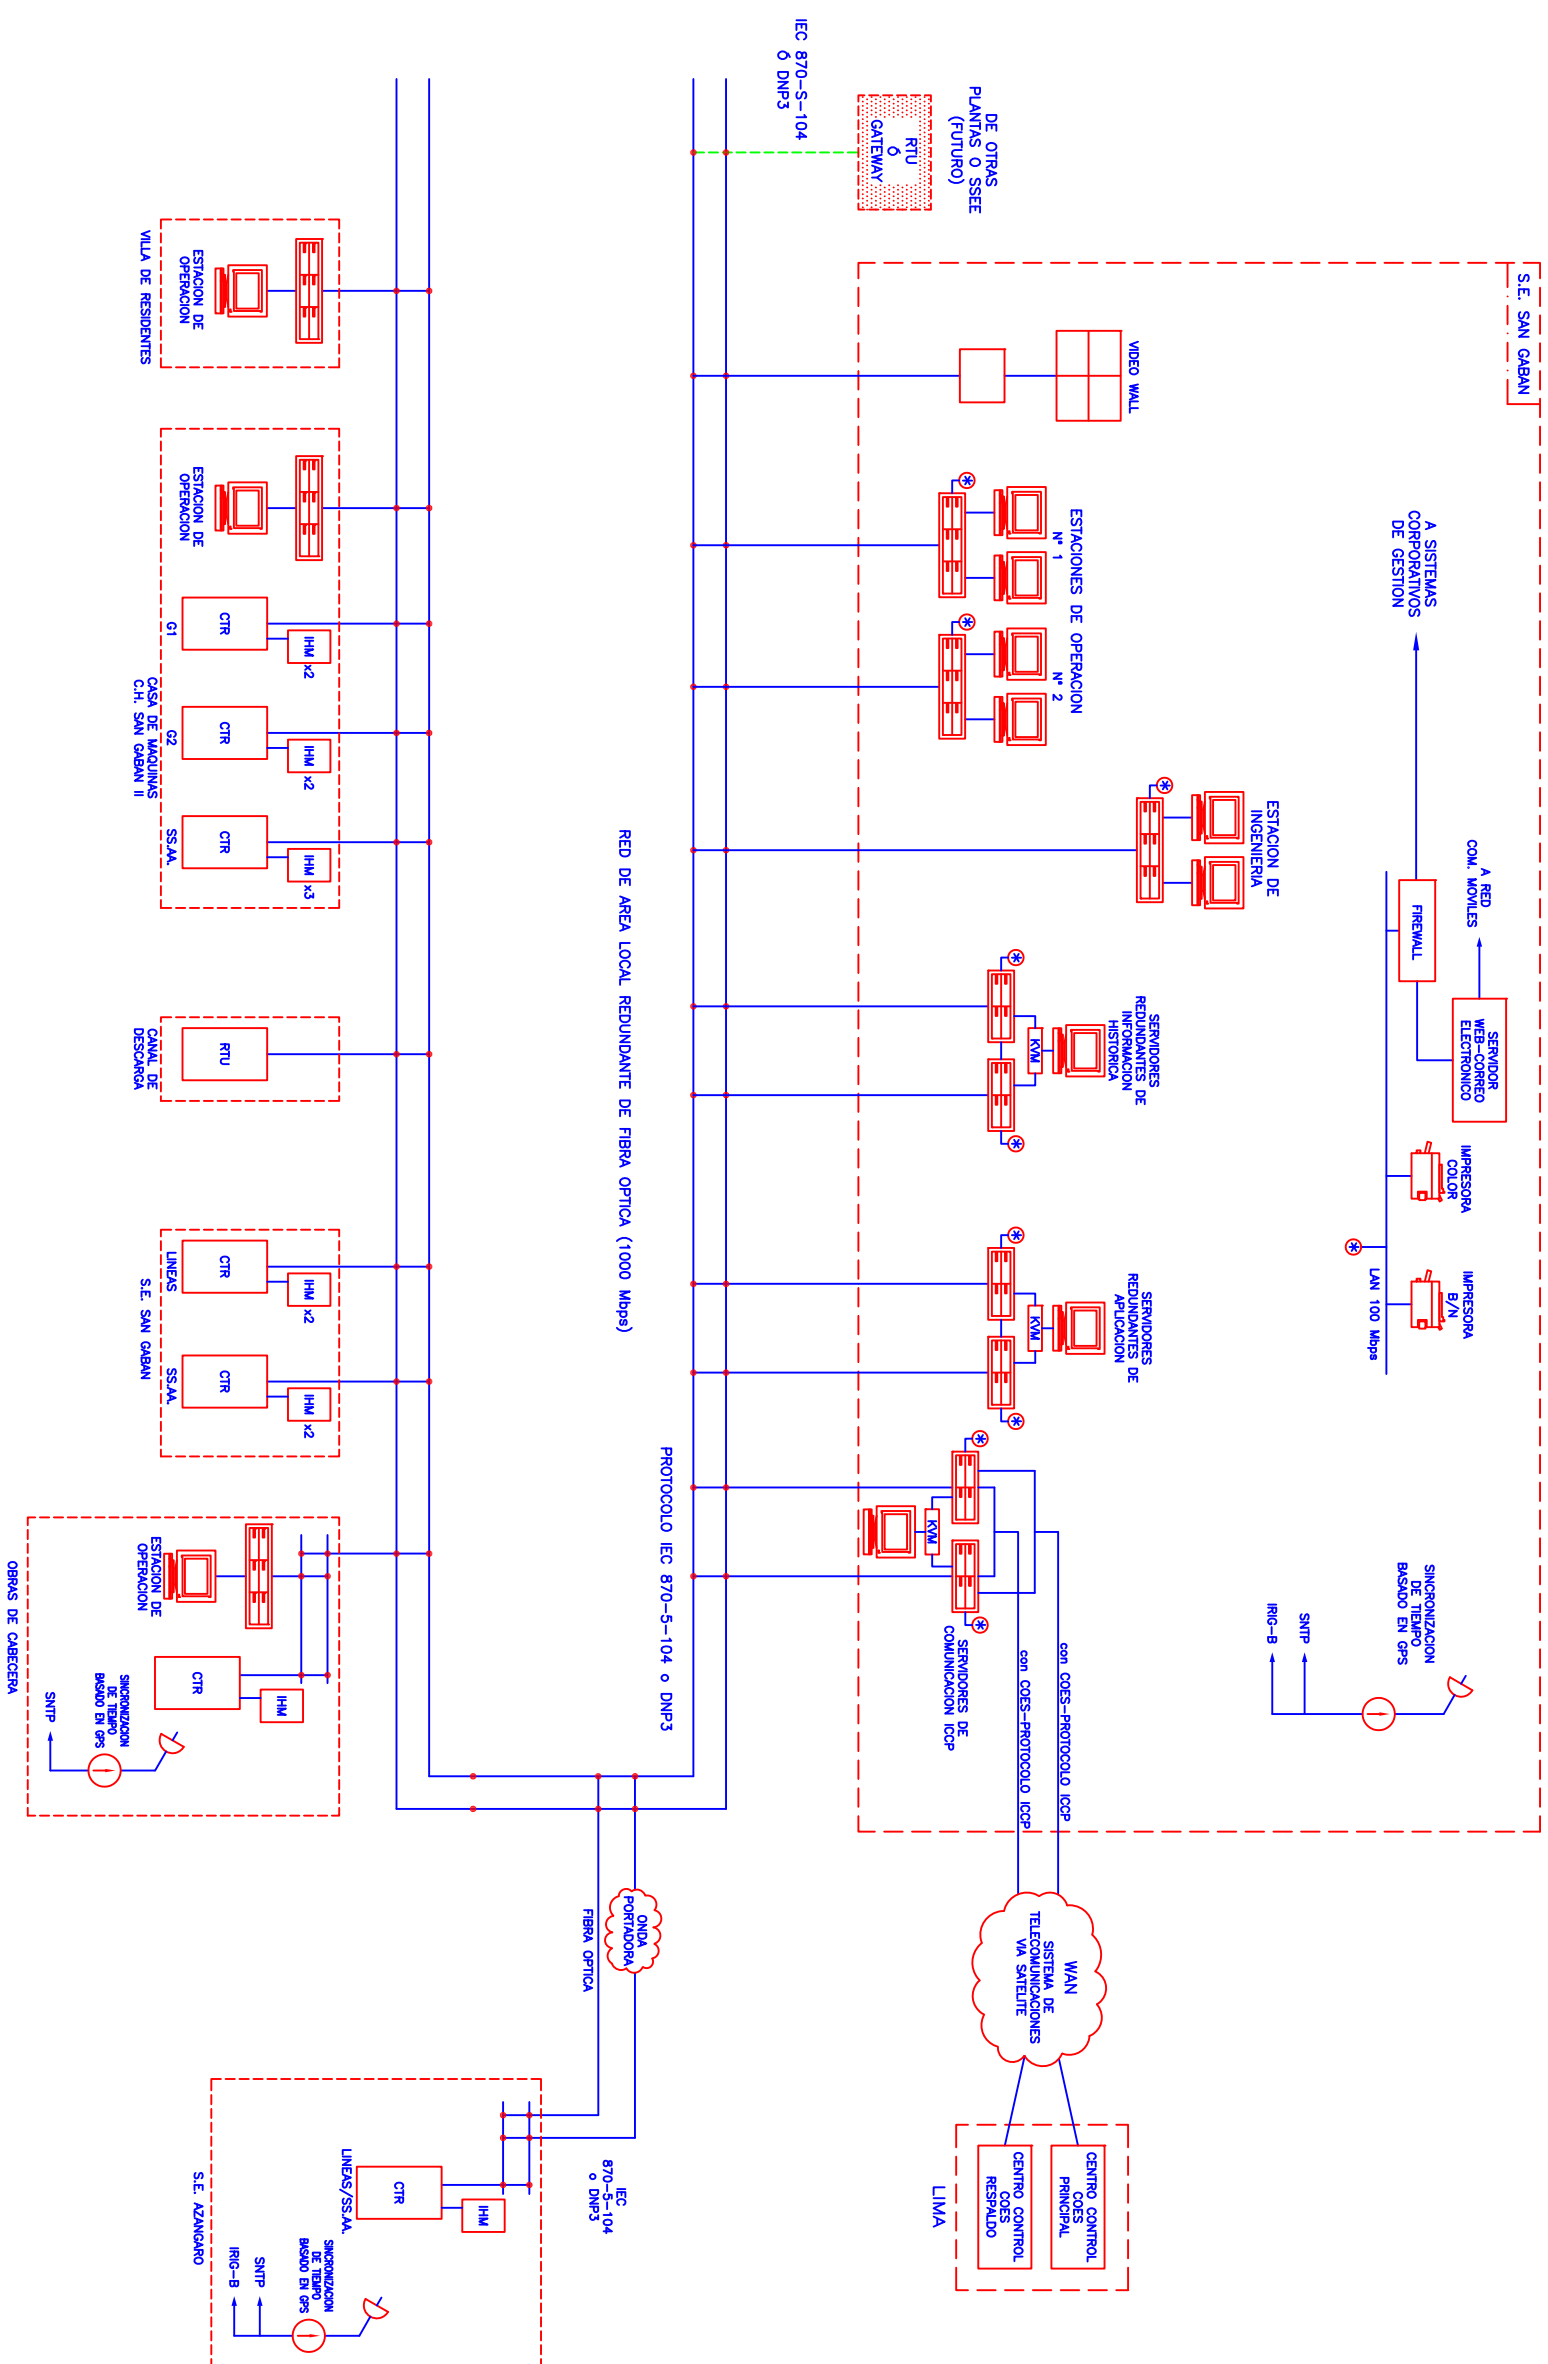 S.E. SAN GABAN
A SISTEMAS
CORPORATIVOS
DE GESTION
A RED
COM. MOVILES
FIREWALL
SERVIDOR
WEB-CORREO
ELECTRONICO
IMPRESORA
COLOR
IMPRESORA
B/N
LAN 100 Mbps
SINCRONIZACION
DE TIEMPO
BASADO EN GPS
SNTP
IRIG-B
VIDEO WALL
ESTACIONES DE OPERACION
N° 1
N° 2
ESTACION DE
INGENIERIA
SERVIDORES
REDUNDANTES DE
INFORMACION
HISTORICA
KVM
SERVIDORES
REDUNDANTES DE
APLICACION
KVM
KVM
SERVIDORES DE
COMUNICACION ICCP
con COES-PROTOCOLO ICCP
con COES-PROTOCOLO ICCP
WAN
SISTEMA DE
TELECOMUNICACIONES
VIA SATELITE
CENTRO CONTROL
COES
PRINCIPAL
CENTRO CONTROL
COES
RESPALDO
LIMA
DE OTRAS
PLANTAS O SSEE
(FUTURO)
RTU
Ó
GATEWAY
IEC 870-S-104
Ó DNP3
PROTOCOLO IEC 870-5-104 o DNP3
RED DE AREA LOCAL REDUNDANTE DE FIBRA OPTICA (1000 Mbps)
ONDA
PORTADORA
FIBRA OPTICA
IEC
870-5-104
o DNP3
ESTACION DE
OPERACION
VILLA DE RESIDENTES
ESTACION DE
OPERACION
CTR
IHM x2
G1
CTR
IHM x2
G2
CTR
IHM x3
SS.AA.
CASA DE MAQUINAS
C.H. SAN GABAN II
RTU
CANAL DE
DESCARGA
CTR
IHM x2
LINEAS
CTR
IHM x2
SS.AA.
S.E. SAN GABAN
ESTACION DE
OPERACION
CTR
IHM
SINCRONIZACION
DE TIEMPO
BASADO EN GPS
SNTP
OBRAS DE CABECERA
CTR
IHM
LINEAS/SS.AA.
SINCRONIZACION
DE TIEMPO
BASADO EN GPS
SNTP
IRIG-B
S.E. AZANGARO